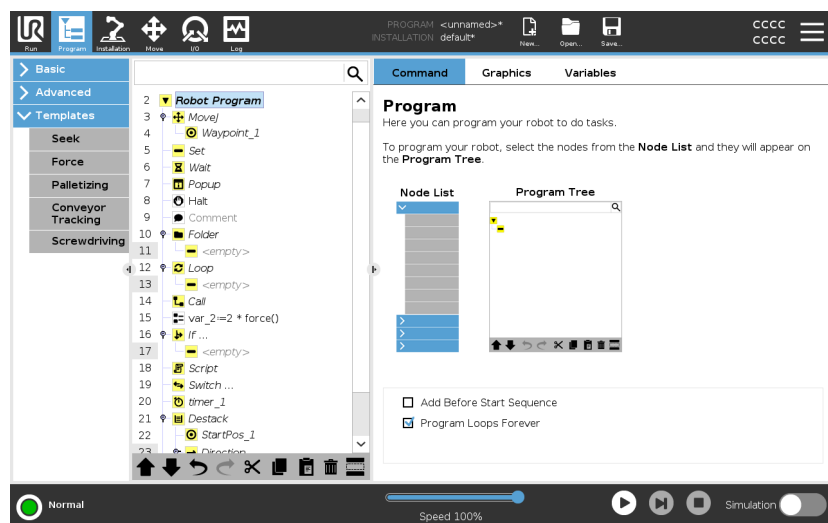 PROGRAM <unnamed>*
INSTALLATION default*
CCCC
CCCC
UR
Run
Program
Installation
Move
I/O
Log
New...
Open...
Save...
Basic
Advanced
Templates
Seek
Force
Palletizing
Conveyor
Tracking
Screwdriving
2 Robot Program
3 MoveJ
4 Waypoint_1
5 Set
6 Wait
7 Popup
8 Halt
9 Comment
10 Folder
11 <empty>
12 Loop
13 <empty>
14 Call
15 var_2≔2 * force()
16 If ...
17 <empty>
18 Script
19 Switch ...
20 timer_1
21 Destack
22 StartPos_1
23 Direction
Command
Graphics
Variables
Program
Here you can program your robot to do tasks.
To program your robot, select the nodes from the Node List and they will appear on
the Program Tree.
Node List
Program Tree
Add Before Start Sequence
Program Loops Forever
Normal
Speed 100%
Simulation